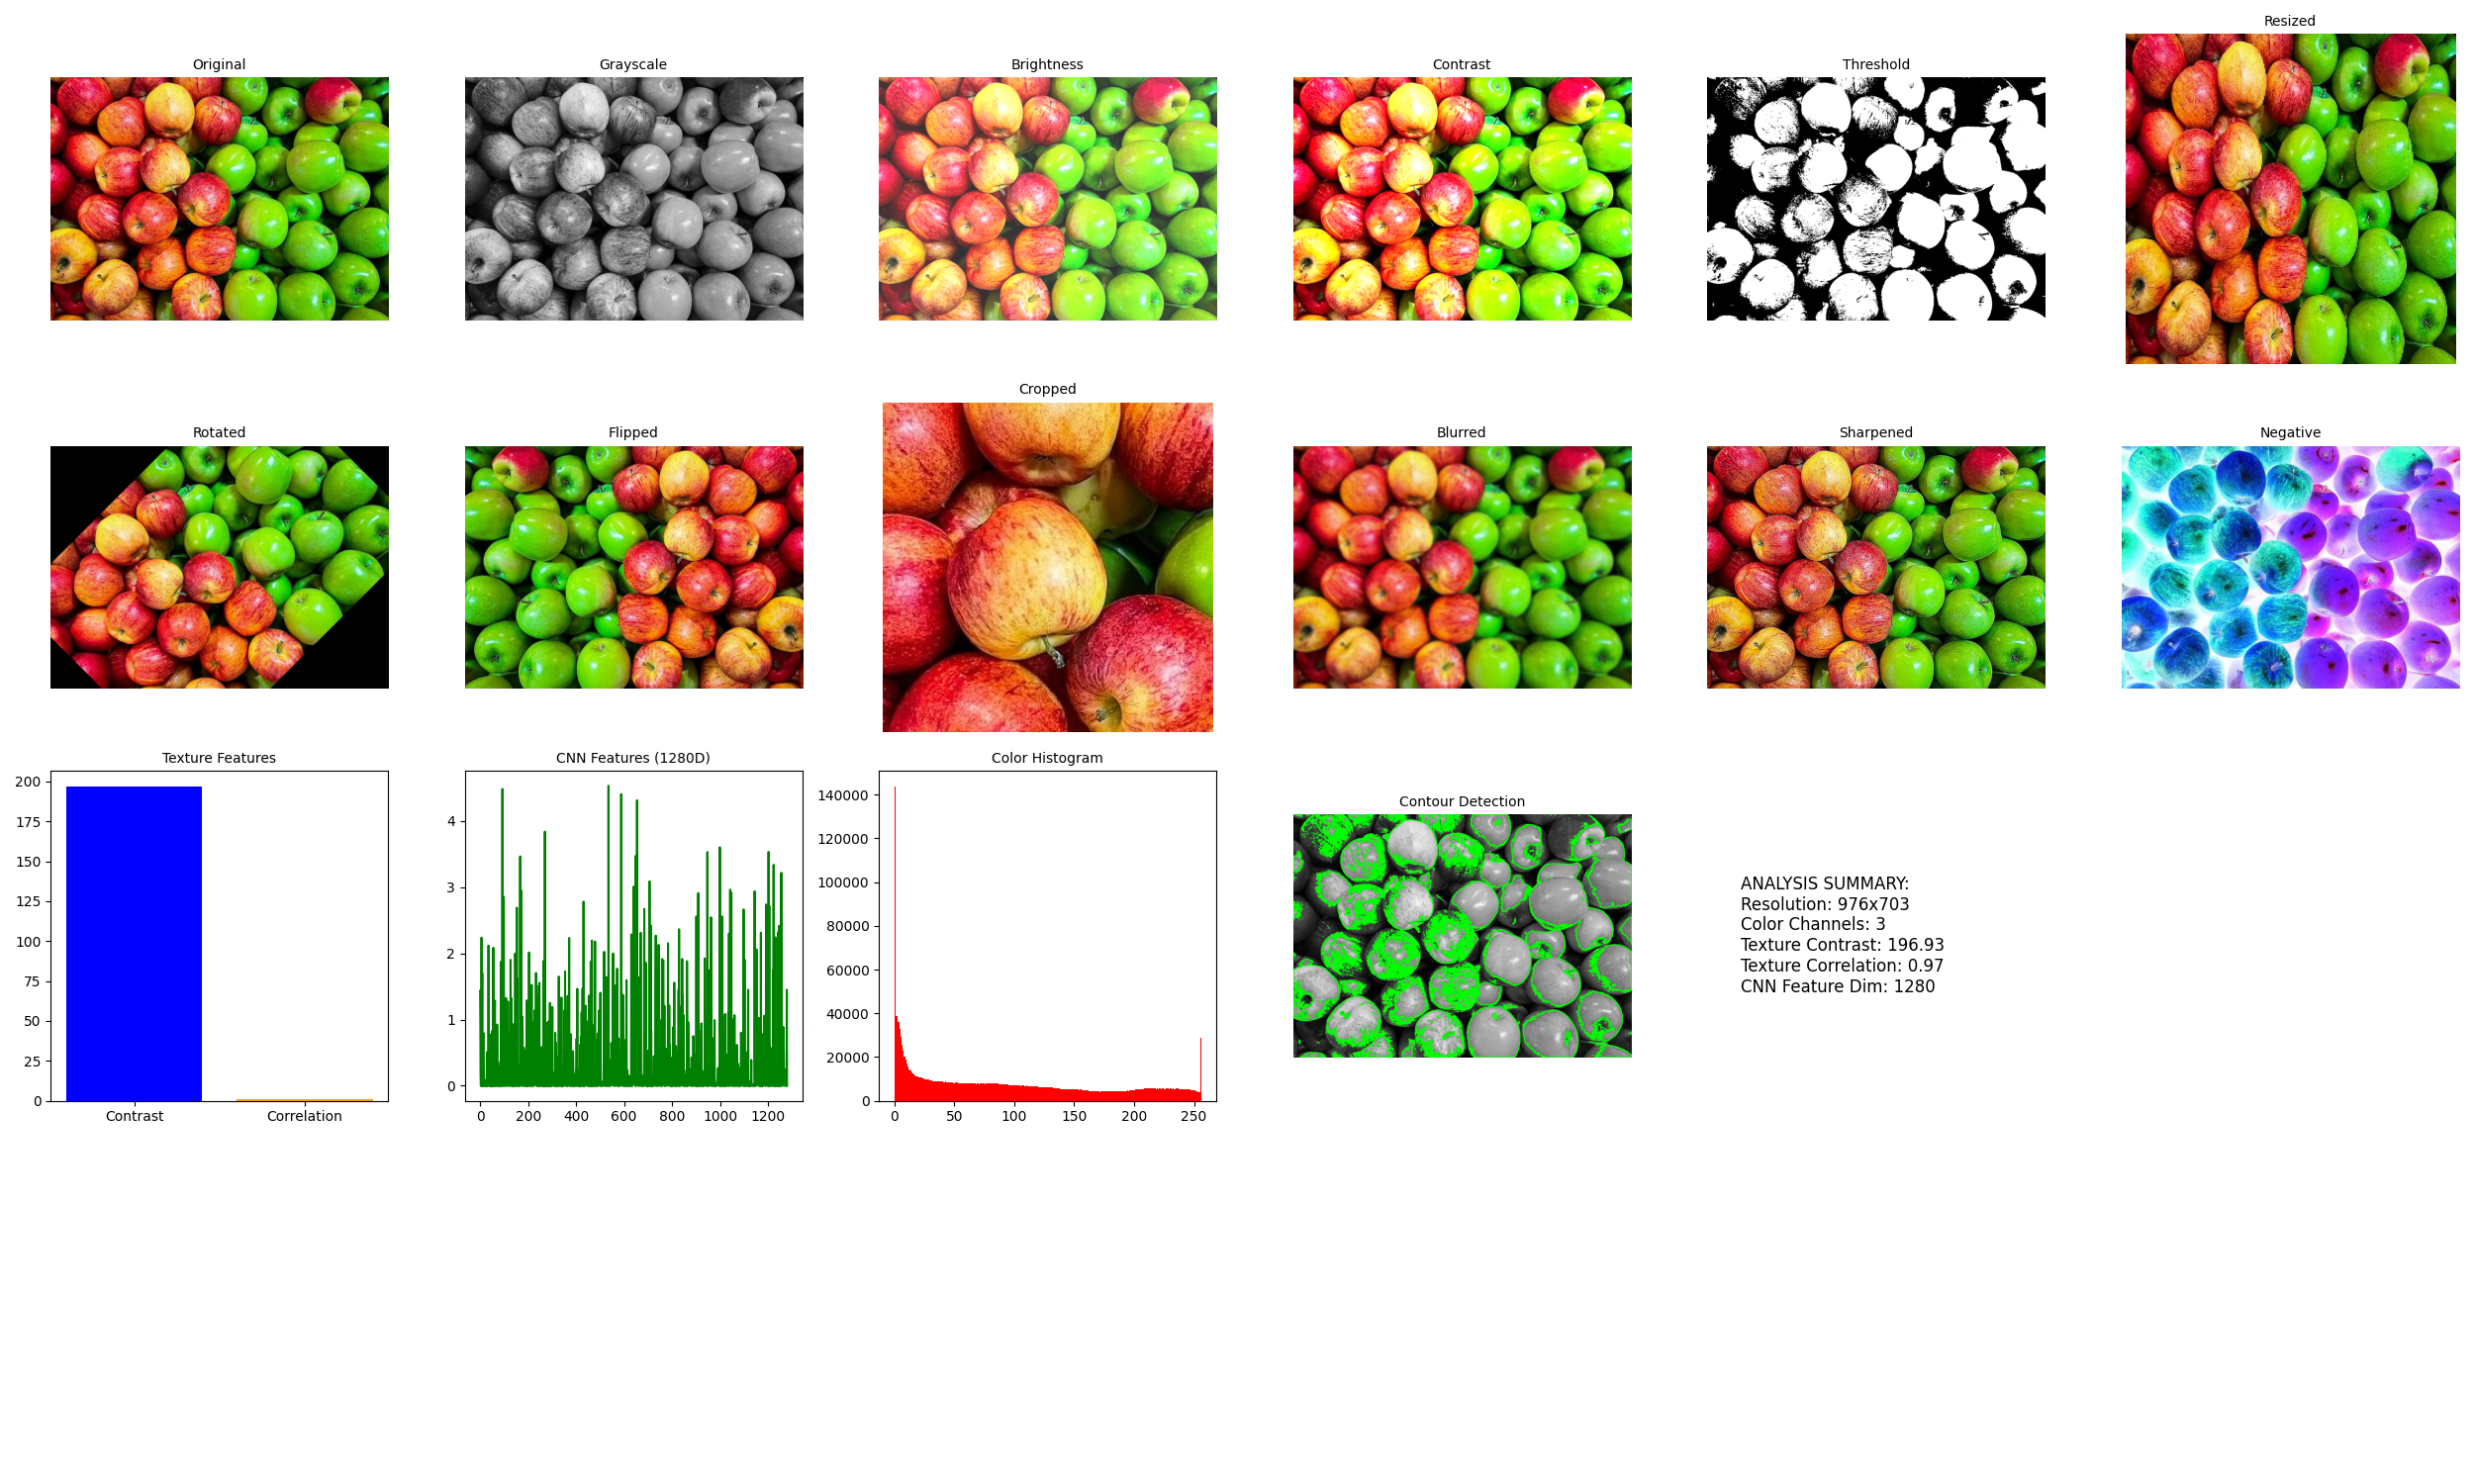 Original
Grayscale
Brightness
Contrast
Threshold
Resized
Rotated
Flipped
Cropped
Blurred
Sharpened
Negative
Texture Features
200
175
150
125
100
75
50
25
0
Contrast
Correlation
CNN Features (1280D)
4
3
2
1
0
0
200
400
600
800
1000
1200
Color Histogram
140000
120000
100000
80000
60000
40000
20000
0
0
50
100
150
200
250
Contour Detection
ANALYSIS SUMMARY:
Resolution: 976x703
Color Channels: 3
Texture Contrast: 196.93
Texture Correlation: 0.97
CNN Feature Dim: 1280